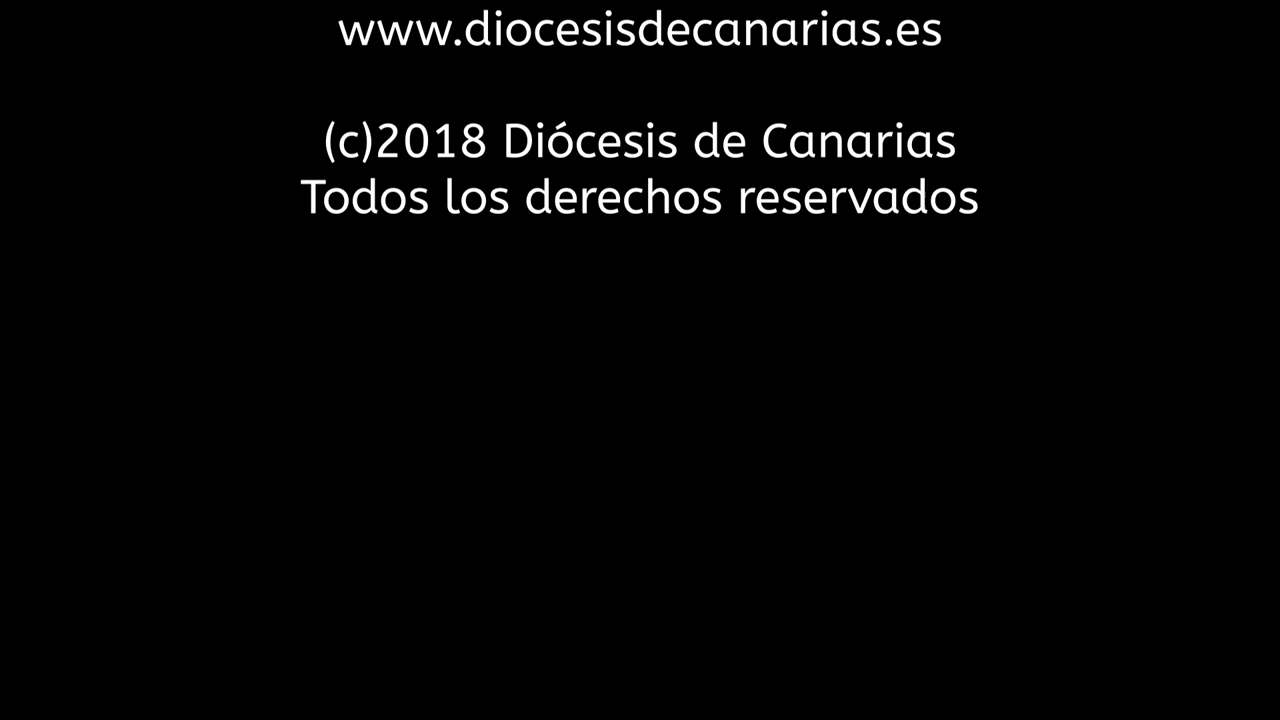 www.diocesisdecanarias.es
(c)2018 Diócesis de Canarias
Todos los derechos reservados